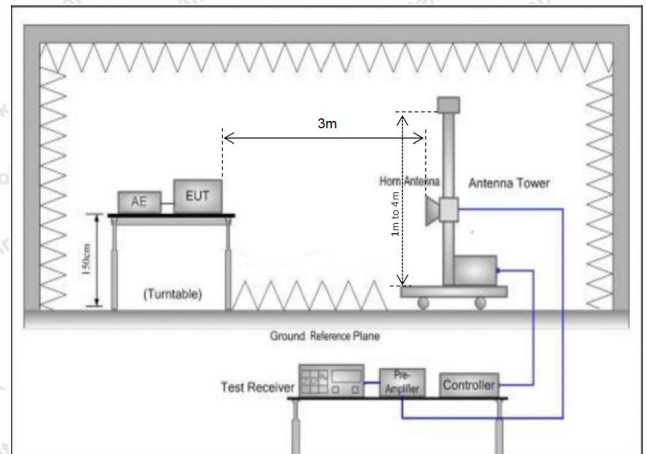 3m
Horn Antenna
Antenna Tower
1m to 4m
AE
EUT
150cm
(Turntable)
Ground Reference Plane
Test Receiver
Pre-
Amplifier
Controller